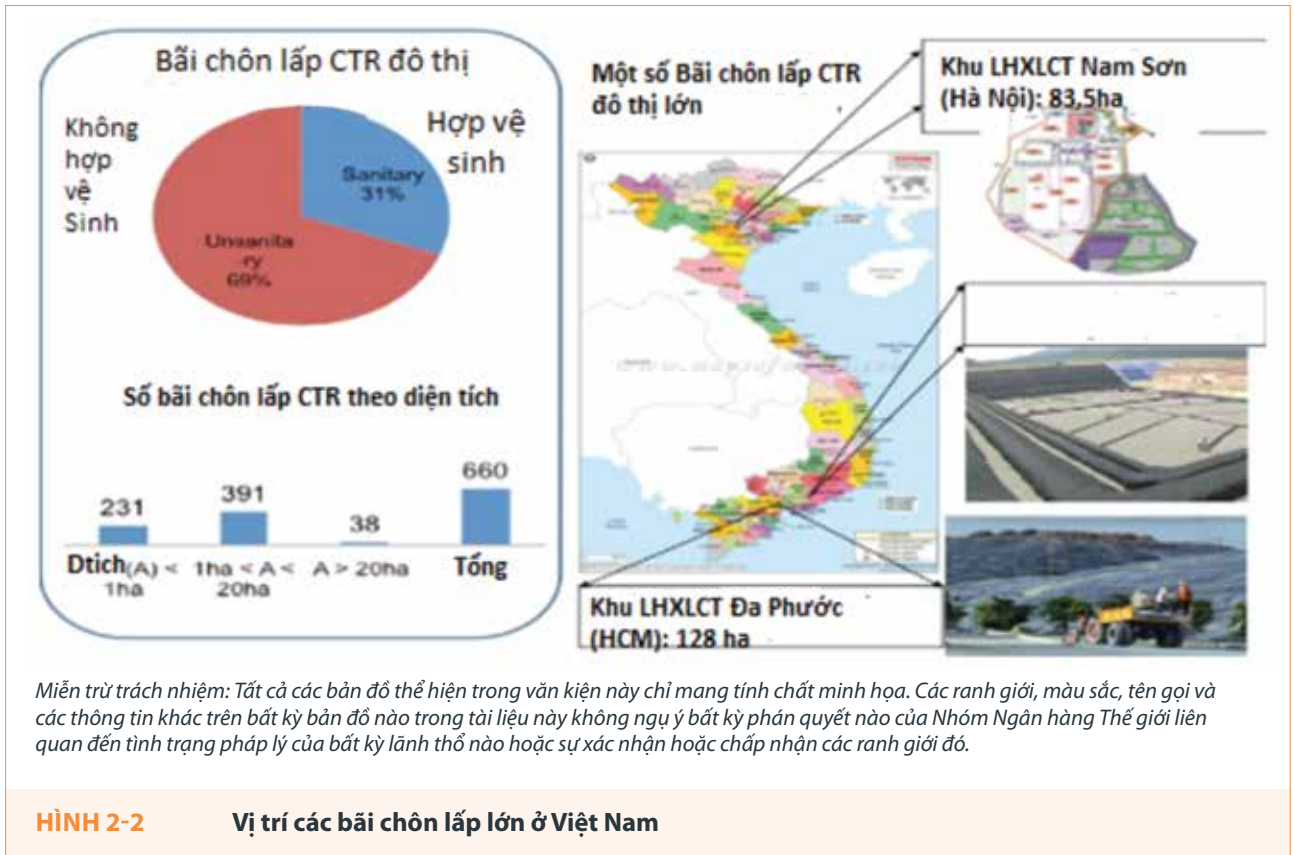 Bãi chôn lấp CTR đô thị
Không
hợp
vệ
Sinh
Hợp vệ
sinh
Sanitary
31%
Unsanita
-ry
69%
Số bãi chôn lấp CTR theo diện tích
231
391
38
660
Dtich(A) <
1ha
1ha < A <
20ha
A > 20ha
Tổng
Một số Bãi chôn lấp CTR
đô thị lớn
Khu LHXLCT Nam Sơn
(Hà Nội): 83,5ha
Khu LHXLCT Đa Phước
(HCM): 128 ha
Miễn trừ trách nhiệm: Tất cả các bản đồ thể hiện trong văn kiện này chỉ mang tính chất minh họa. Các ranh giới, màu sắc, tên gọi và
các thông tin khác trên bất kỳ bản đồ nào trong tài liệu này không ngụ ý bất kỳ phán quyết nào của Nhóm Ngân hàng Thế giới liên
quan đến tình trạng pháp lý của bất kỳ lãnh thổ nào hoặc sự xác nhận hoặc chấp nhận các ranh giới đó.
HÌNH 2-2 Vị trí các bãi chôn lấp lớn ở Việt Nam